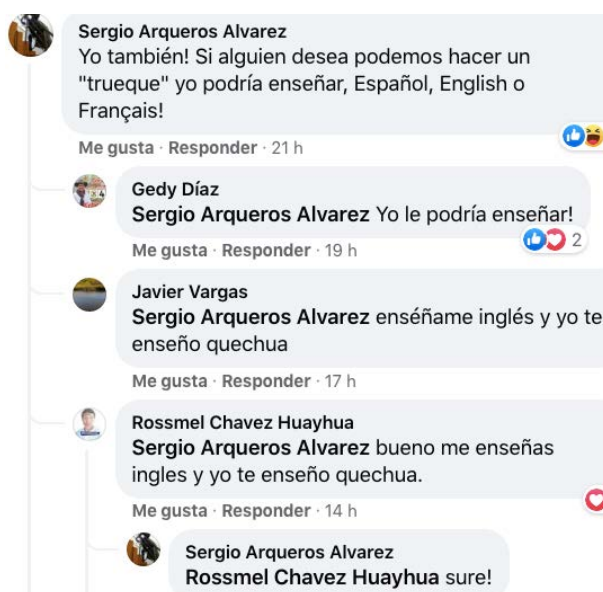 Sergio Arqueros Alvarez
Yo también! Si alguien desea podemos hacer un
"trueque" yo podría enseñar, Español, English o
Français!
Me gusta · Responder · 21 h
Gedy Díaz
Sergio Arqueros Alvarez Yo le podría enseñar!
Me gusta · Responder · 19 h
2
Javier Vargas
Sergio Arqueros Alvarez enséñame inglés y yo te
enseño quechua
Me gusta · Responder · 17 h
Rossmel Chavez Huayhua
Sergio Arqueros Alvarez bueno me enseñas
ingles y yo te enseño quechua.
Me gusta · Responder · 14 h
Sergio Arqueros Alvarez
Rossmel Chavez Huayhua sure!